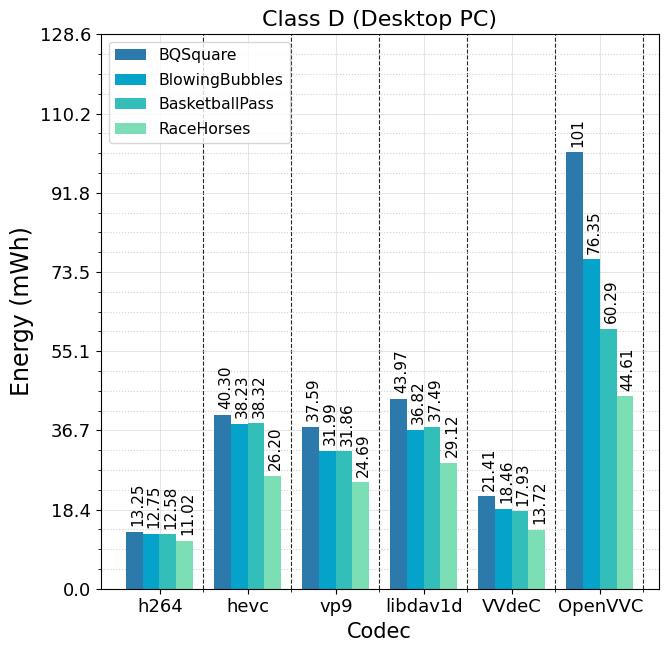 Class D (Desktop PC)
128.6
110.2
91.8
73.5
55.1
36.7
18.4
0.0
Energy (mWh)
BQSquare
BlowingBubbles
BasketballPass
RaceHorses
13.25
12.75
12.58
11.02
40.30
38.23
38.32
26.20
37.59
31.99
31.86
24.69
43.97
36.82
37.49
29.12
21.41
18.46
17.93
13.72
101
76.35
60.29
44.61
h264
hevc
vp9
libdav1d
VVdeC
OpenVVC
Codec